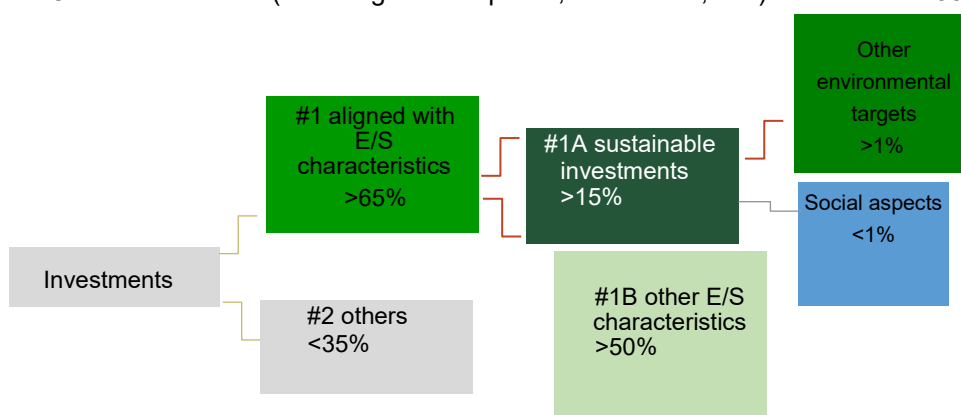 Other
environmental
targets
>1%
#1 aligned with
E/S
characteristics
>65%
#1A sustainable
investments
>15%
Social aspects
<1%
Investments
#2 others
<35%
#1B other E/S
characteristics
>50%